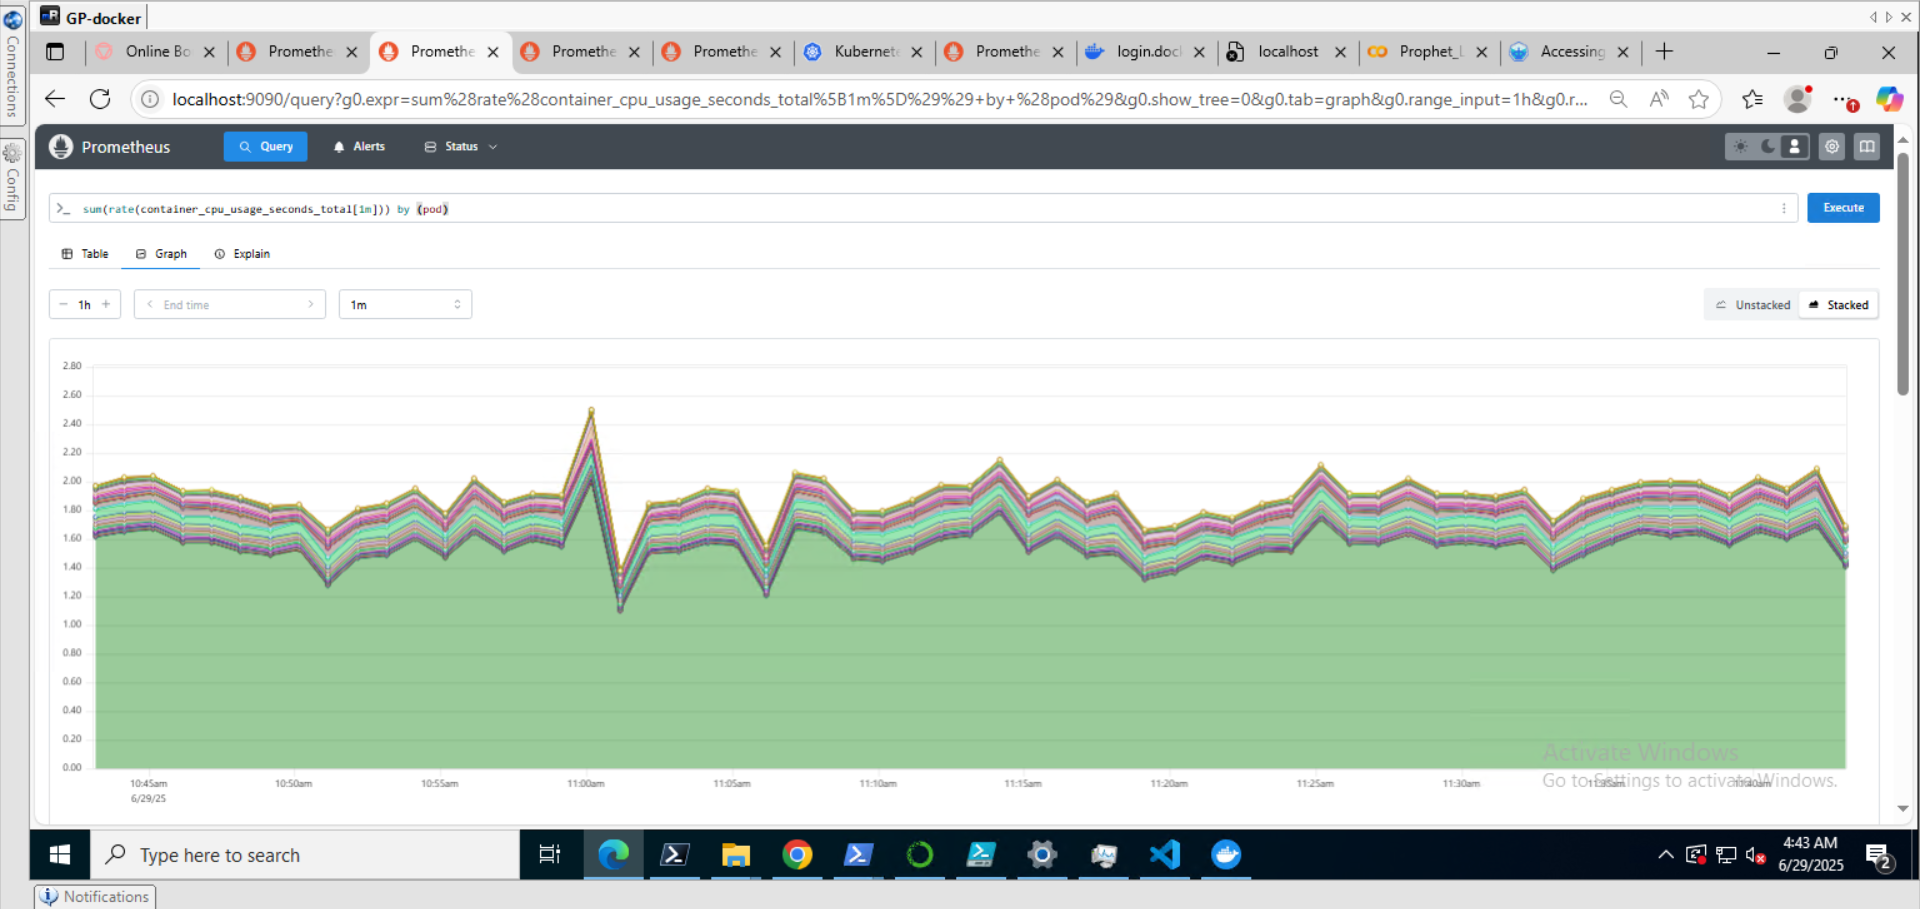 GP-docker
Connections
Config
Online Bo
Promethe
Promethe
Promethe
Promethe
Kubernete
Promethe
login.doc
localhost
Prophet_L
Accessing
localhost:9090/query?g0.expr=sum%28rate%28container_cpu_usage_seconds_total%5B1m%5D%29%29+by+%28pod%29&g0.show_tree=0&g0.tab=graph&g0.range_input=1h&g0.r...
Prometheus Query Alerts Status
>_ sum(rate(container_cpu_usage_seconds_total[1m])) by (pod) Execute
Table Graph Explain
− 1h + < End time > 1m Unstacked Stacked
2.80
2.60
2.40
2.20
2.00
1.80
1.60
1.40
1.20
1.00
0.80
0.60
0.40
0.20
0.00
10:45am 10:50am 10:55am 11:00am 11:05am 11:10am 11:15am 11:20am 11:25am 11:30am 11:35am 11:40am
6/29/25
Activate Windows
Go to Settings to activate Windows.
Type here to search
4:43 AM
6/29/2025
2
Notifications